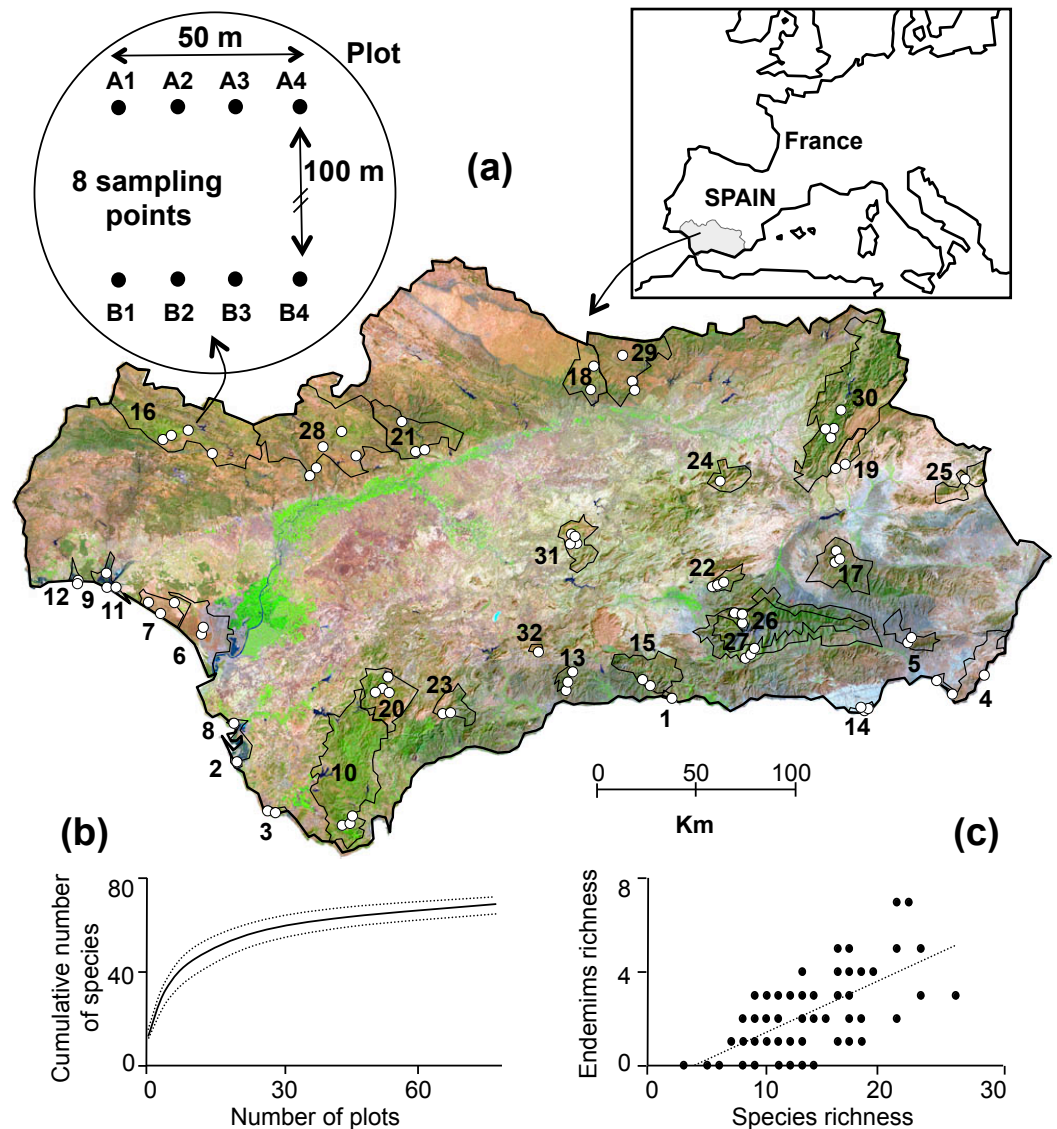 50 m
Plot
A1 A2 A3 A4
8 sampling
points
100 m
B1 B2 B3 B4
(a)
France
SPAIN
29
18
30
16
28
21
24
19
25
31
22
17
12
9
11
7
6
26
27
32
15
13
5
4
20
23
1
14
8
2
10
3
0 50 100
Km
(b)
Cumulative number
of species
80
40
0
0 30 60
Number of plots
(c)
Endemims richness
8
4
0
0 10 20 30
Species richness